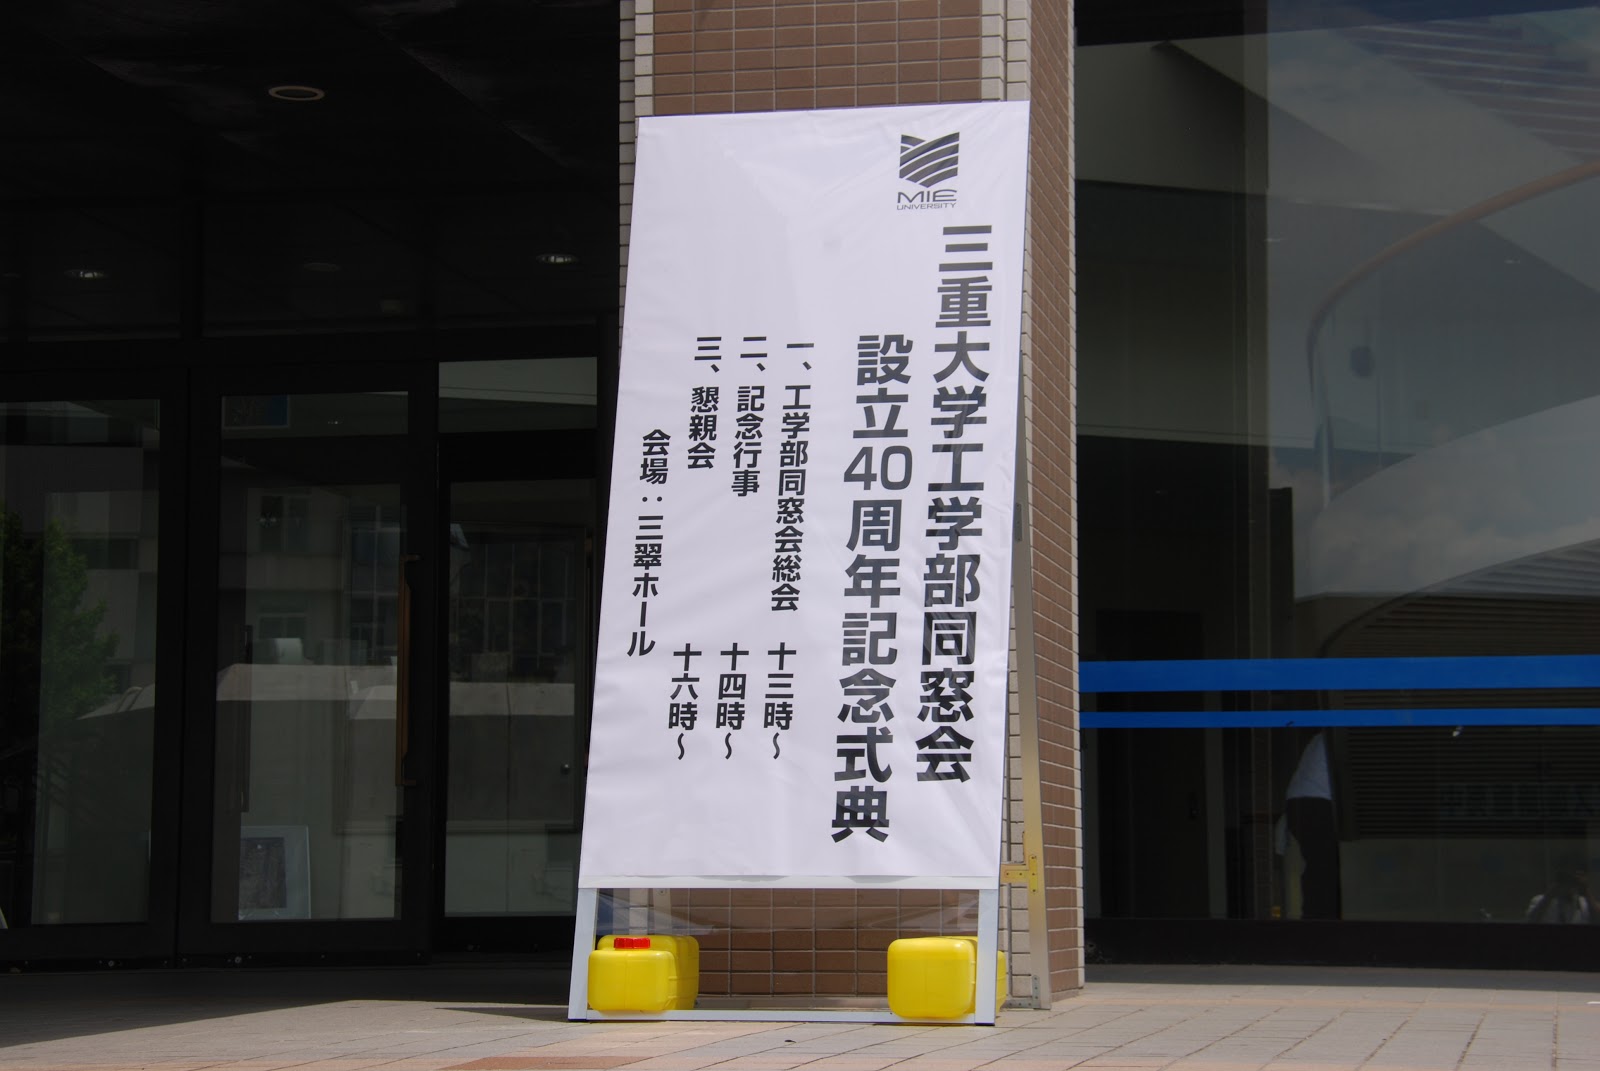 MIE
UNIVERSITY
三重大学工学部同窓会
設立40周年記念式典
一、工学部同窓会総会 十三時～
二、記念行事 十四時～
三、懇親会 十六時～
会場：三翠ホール